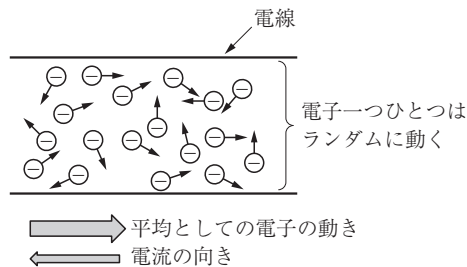 電線
電子一つひとつは
ランダムに動く
平均としての電子の動き
電流の向き